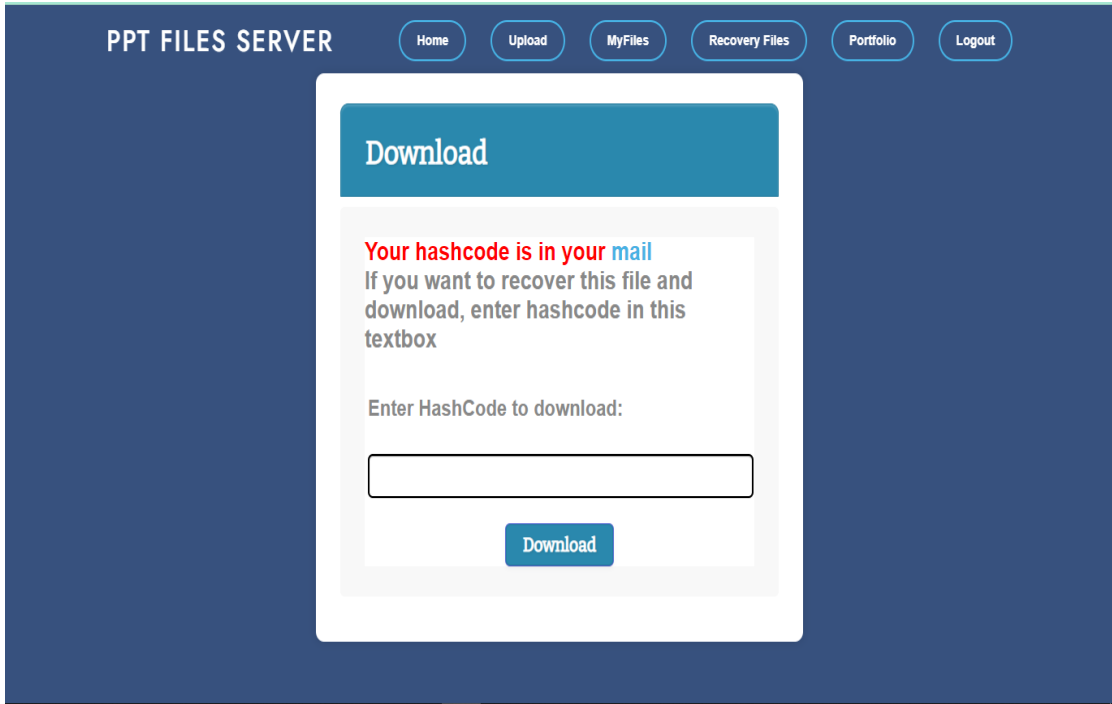 PPT FILES SERVER
Home
Upload
MyFiles
Recovery Files
Portfolio
Logout
Download
Your hashcode is in your mail
If you want to recover this file and
download, enter hashcode in this
textbox
Enter HashCode to download:
Download